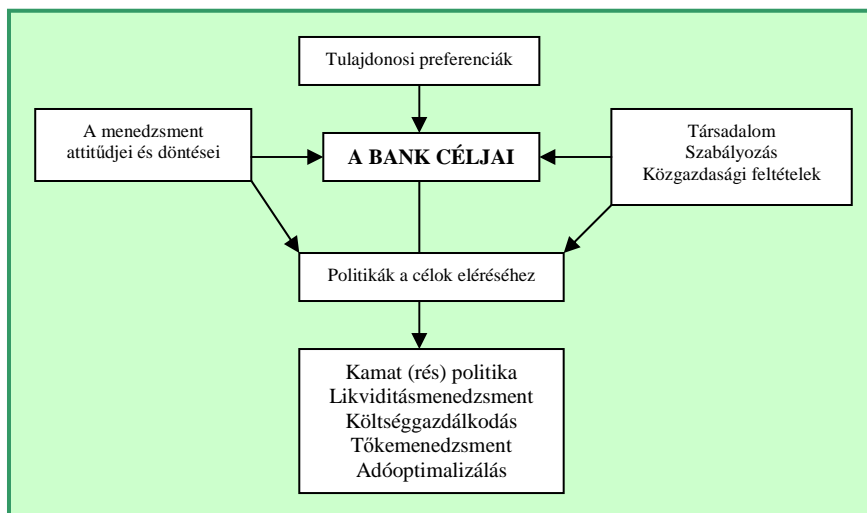 Tulajdonosi preferenciák
A menedzsment
attitűdjei és döntései
A BANK CÉLJAI
Társadalom
Szabályozás
Közgazdasági feltételek
Politikák a célok eléréséhez
Kamat (rés) politika
Likviditásmenedzsment
Költséggazdálkodás
Tőkemenedzsment
Adóoptimalizálás